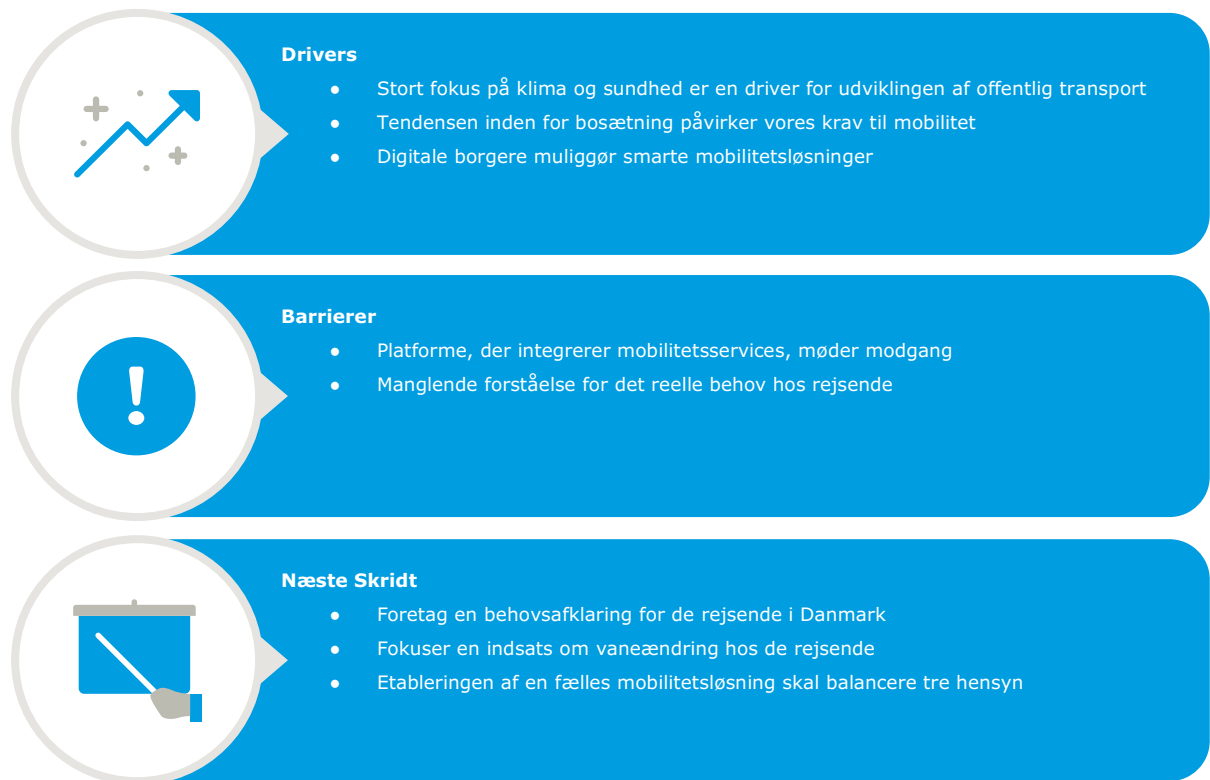 Drivers
● Stort fokus på klima og sundhed er en driver for udviklingen af offentlig transport
● Tendensen inden for bosætning påvirker vores krav til mobilitet
● Digitale borgere muliggør smarte mobilitetsløsninger
Barrierer
● Platforme, der integrerer mobilitetsservices, møder modgang
● Manglende forståelse for det reelle behov hos rejsende
Næste Skridt
● Foretag en behovsafklaring for de rejsende i Danmark
● Fokuser en indsats om vaneændring hos de rejsende
● Etableringen af en fælles mobilitetsløsning skal balancere tre hensyn